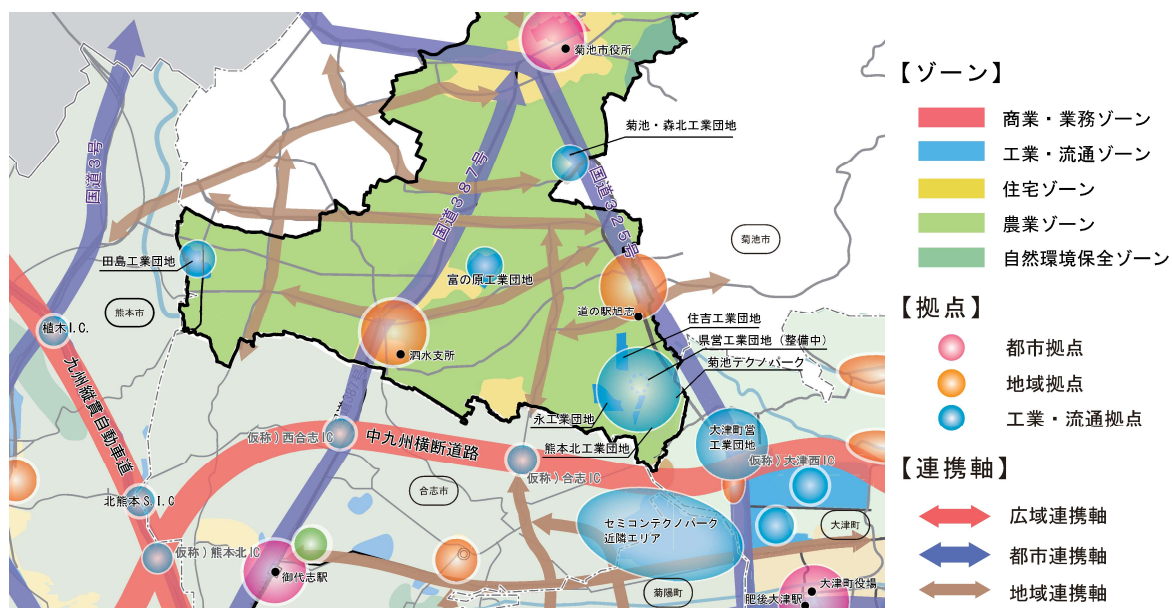 菊池市役所
菊池・森北工業団地
国道3号
国道387号
国道325号
菊池市
田島工業団地
富の原工業団地
熊本市
道の駅旭志
植木I.C.
住吉工業団地
県営工業団地（整備中）
泗水支所
菊池テクノパーク
九州縦貫自動車道
永工業団地
大津町営
工業団地
仮称）西合志IC
中九州横断道路
熊本北工業団地
仮称）大津西IC
仮称）合志IC
北熊本S.I.C
合志市
セミコンテクノパーク
近隣エリア
大津町
仮称）熊本北IC
御代志駅
菊陽町
大津町役場
肥後大津駅
【ゾーン】
商業・業務ゾーン
工業・流通ゾーン
住宅ゾーン
農業ゾーン
自然環境保全ゾーン
【拠点】
都市拠点
地域拠点
工業・流通拠点
【連携軸】
広域連携軸
都市連携軸
地域連携軸